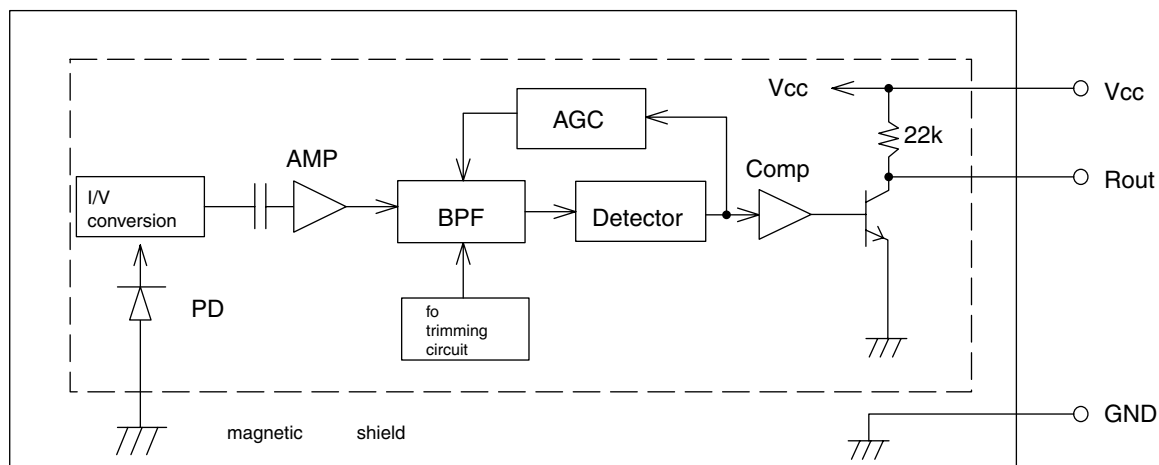 Vcc
Vcc
AGC
22k
AMP
Comp
Rout
I/V
conversion
BPF
Detector
PD
fo
trimming
circuit
GND
magnetic shield